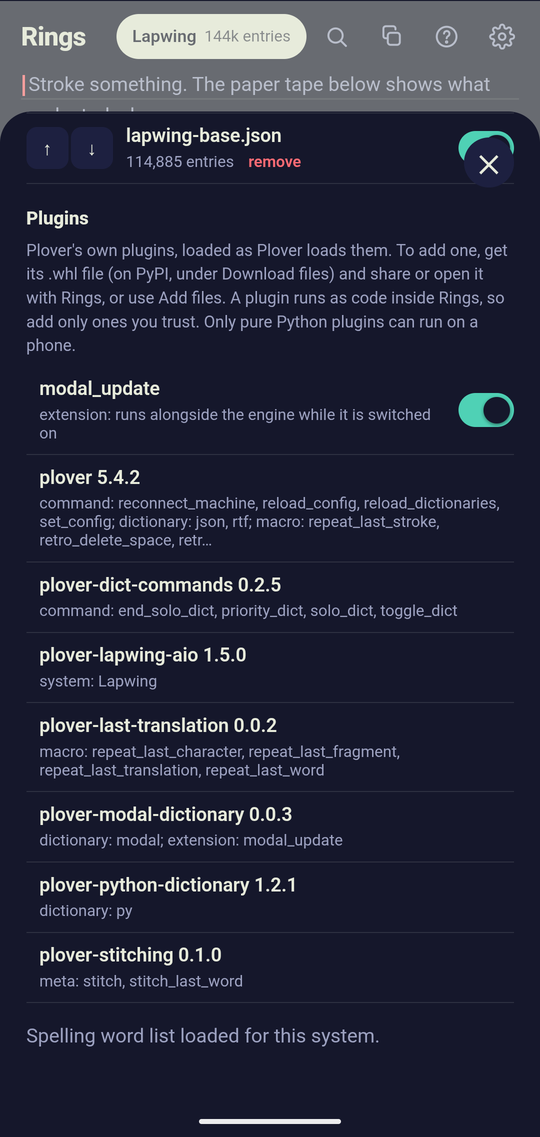 Rings
Lapwing 144k entries
Stroke something. The paper tape below shows what
↑ ↓
lapwing-base.json
114,885 entries remove
Plugins
Plover's own plugins, loaded as Plover loads them. To add one, get
its .whl file (on PyPI, under Download files) and share or open it
with Rings, or use Add files. A plugin runs as code inside Rings, so
add only ones you trust. Only pure Python plugins can run on a
phone.
modal_update
extension: runs alongside the engine while it is switched
on
plover 5.4.2
command: reconnect_machine, reload_config, reload_dictionaries,
set_config; dictionary: json, rtf; macro: repeat_last_stroke,
retro_delete_space, retr…
plover-dict-commands 0.2.5
command: end_solo_dict, priority_dict, solo_dict, toggle_dict
plover-lapwing-aio 1.5.0
system: Lapwing
plover-last-translation 0.0.2
macro: repeat_last_character, repeat_last_fragment,
repeat_last_translation, repeat_last_word
plover-modal-dictionary 0.0.3
dictionary: modal; extension: modal_update
plover-python-dictionary 1.2.1
dictionary: py
plover-stitching 0.1.0
meta: stitch, stitch_last_word
Spelling word list loaded for this system.